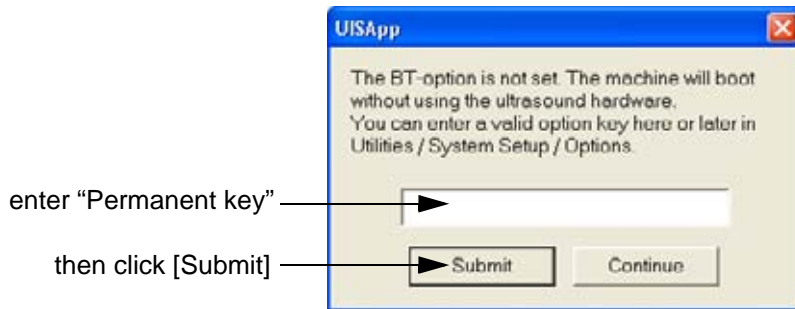 UISApp
The BT-option is not set. The machine will boot
without using the ultrasound hardware.
You can enter a valid option key here or later in
Utilities / System Setup / Options.
enter “Permanent key”
then click [Submit]
Submit
Continue